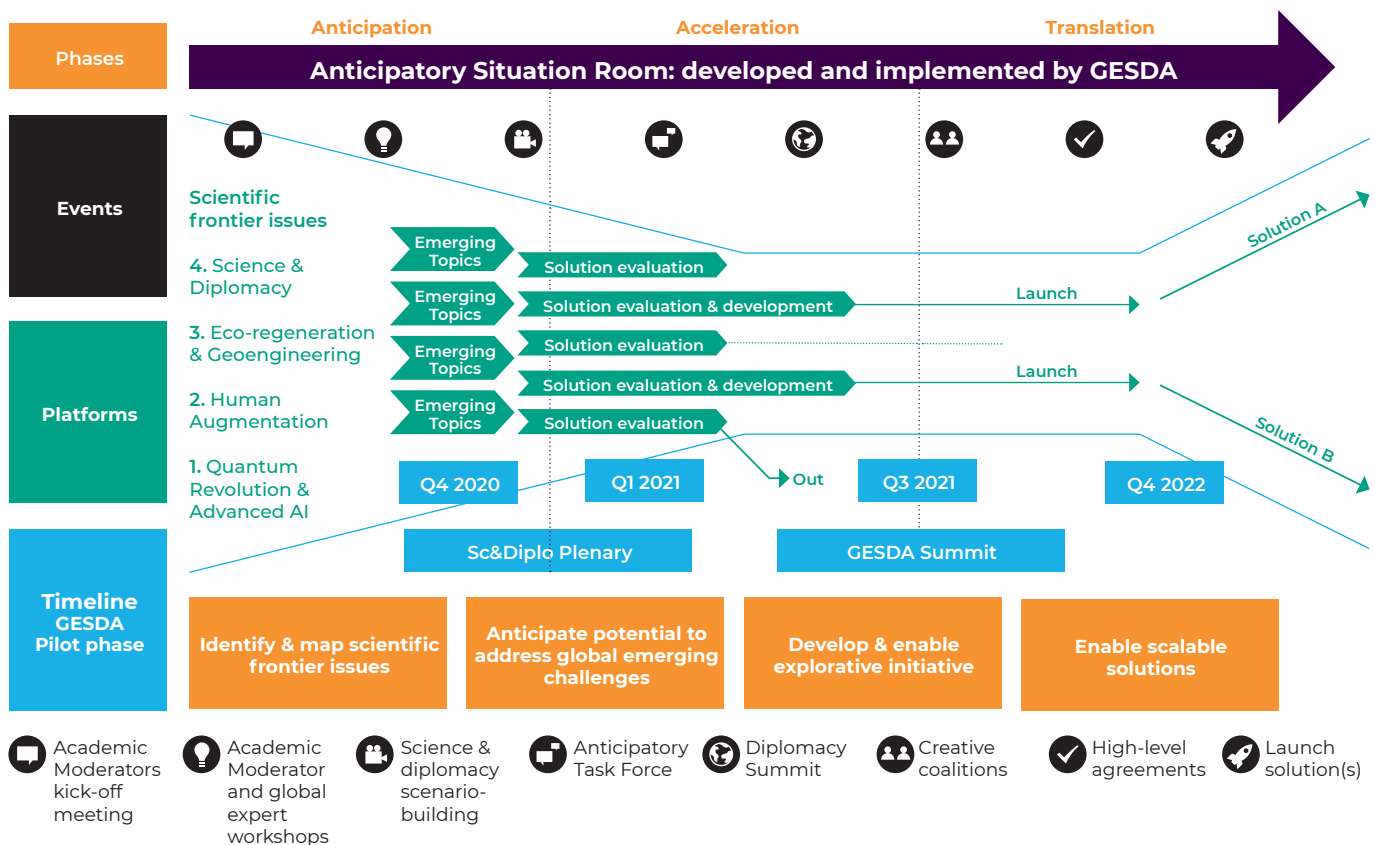 Phases
Anticipation
Acceleration
Translation
Anticipatory Situation Room: developed and implemented by GESDA
Events
Scientific
frontier issues
4. Science &
Diplomacy
3. Eco-regeneration
& Geoengineering
2. Human
Augmentation
1. Quantum
Revolution &
Advanced AI
Platforms
Emerging
Topics
Emerging
Topics
Emerging
Topics
Emerging
Topics
Solution evaluation
Solution evaluation & development
Solution evaluation
Solution evaluation & development
Solution evaluation
Launch
Launch
Out
Solution A
Solution B
Timeline
GESDA
Pilot phase
Q4 2020
Q1 2021
Q3 2021
Q4 2022
Sc&Diplo Plenary
GESDA Summit
Identify & map scientific
frontier issues
Anticipate potential to
address global emerging
challenges
Develop & enable
explorative initiative
Enable scalable
solutions
Academic
Moderators
kick-off
meeting
Academic
Moderator
and global
expert
workshops
Science &
diplomacy
scenario-
building
Anticipatory
Task Force
Diplomacy
Summit
Creative
coalitions
High-level
agreements
Launch
solution(s)